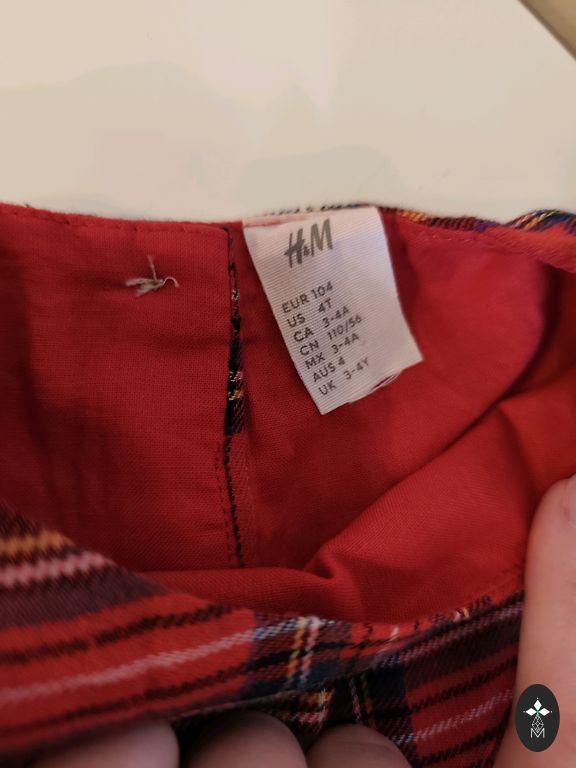 H&M
EUR 104
US 4T
CA 3-4A
CN 110/56
MX 3-4A
AUS 4
UK 3-4Y
M